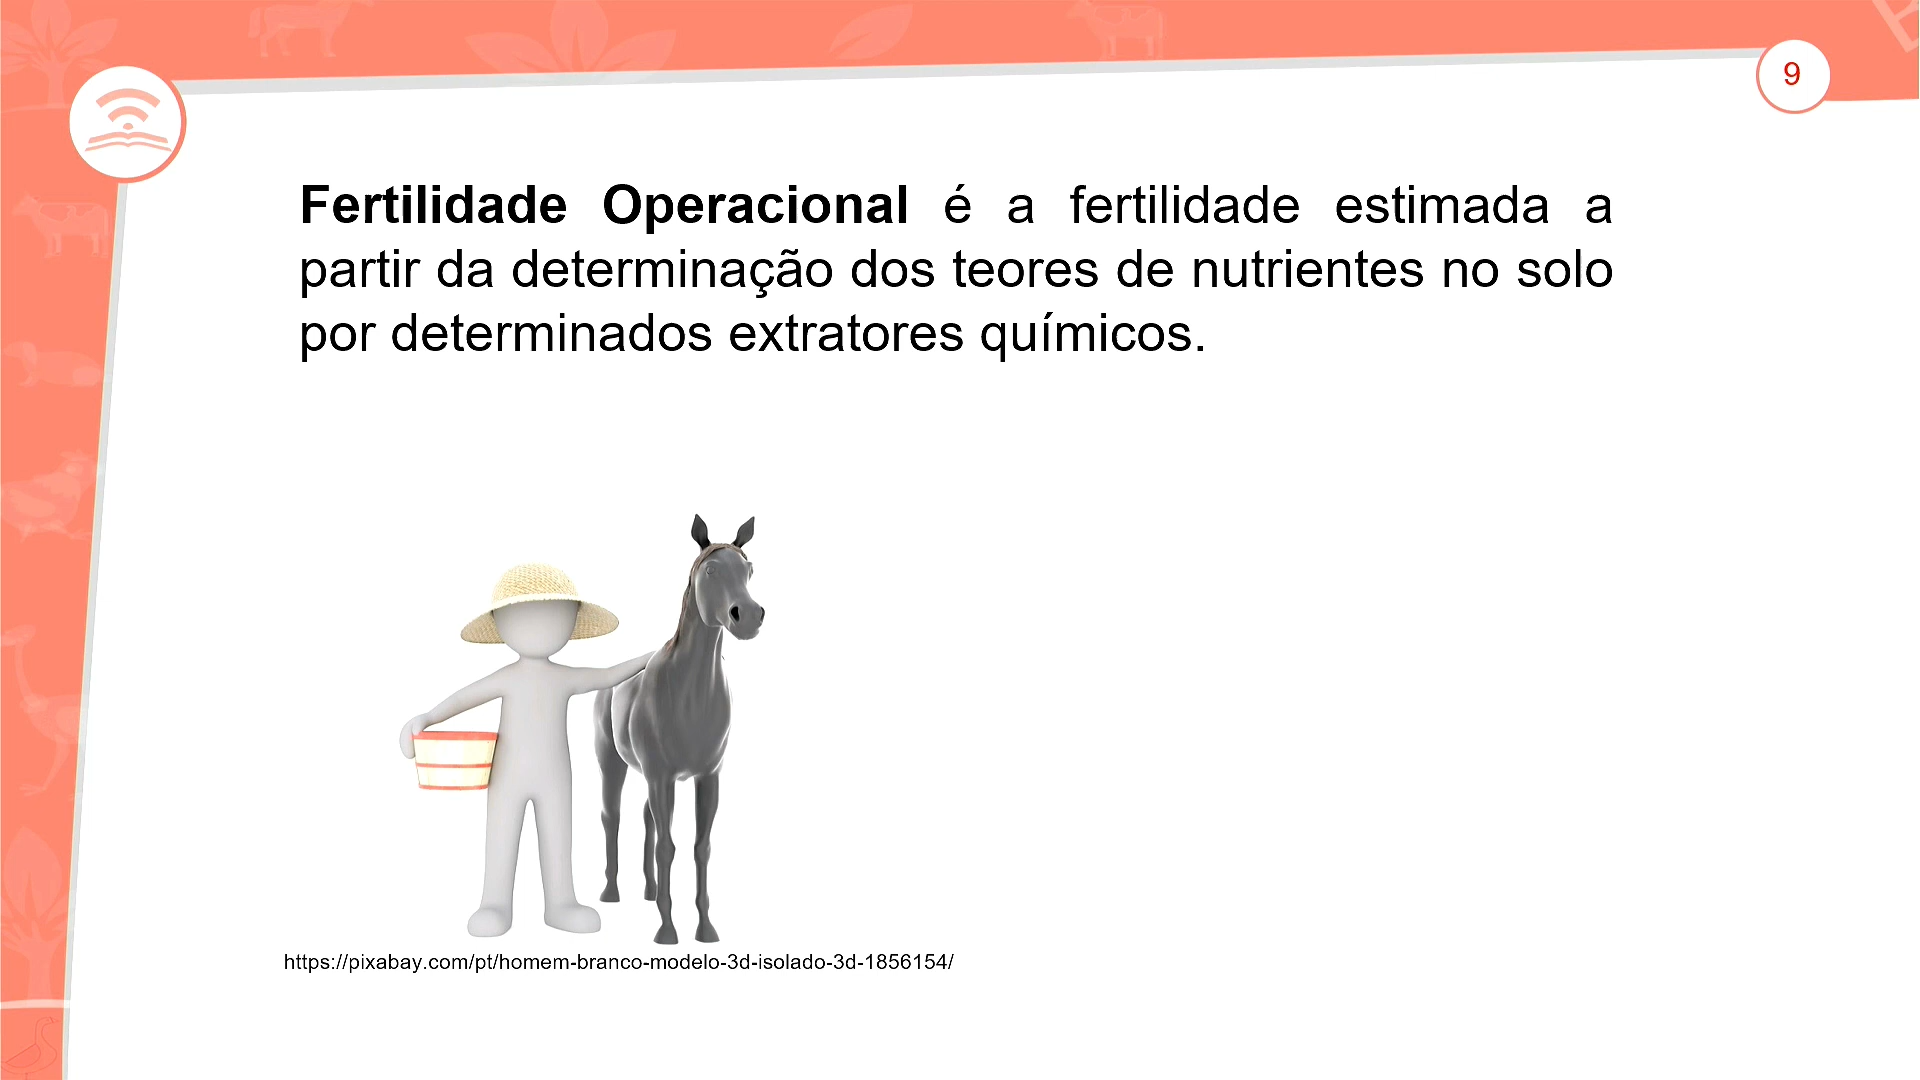 9
Fertilidade Operacional é a fertilidade estimada a
partir da determinação dos teores de nutrientes no solo
por determinados extratores químicos.
https://pixabay.com/pt/homem-branco-modelo-3d-isolado-3d-1856154/